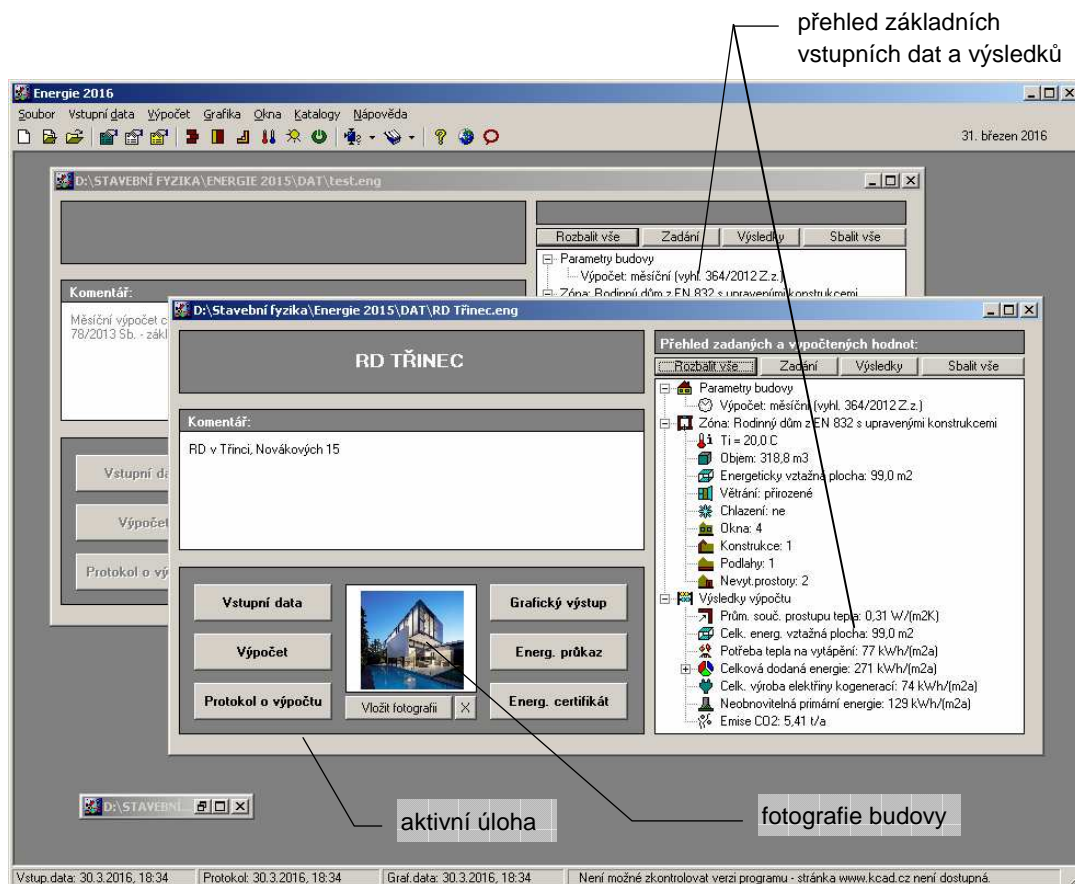 přehled základních
vstupních dat a výsledků
Energie 2016
Soubor Vstupní data Výpočet Grafika Okna Katalogy Nápověda
31. březen 2016
D:\STAVEBNÍ FYZIKA\ENERGIE 2015\DAT\test.eng
Rozbalit vše Zadání Výsledky Sbalit vše
Parametry budovy
Výpočet: měsíční (vyhl. 364/2012 Z.z.)
Zóna: Rodinný dům z EN 832 s upravenými konstrukcemi
Komentář:
Měsíční výpočet
78/2013 Sb. -
Vstupní
Výpočet
Protokol o
D:\Stavební fyzika\Energie 2015\DAT\RD Třinec.eng
RD TŘINEC
Komentář:
RD v Třinci, Novákových 15
Vstupní data
Výpočet
Protokol o výpočtu
Vložit fotografii X
Grafický výstup
Energ. průkaz
Energ. certifikát
Přehled zadaných a vypočtených hodnot:
Rozbalit vše Zadání Výsledky Sbalit vše
Parametry budovy
Výpočet: měsíční (vyhl. 364/2012 Z.z.)
Zóna: Rodinný dům z EN 832 s upravenými konstrukcemi
Ti = 20,0 C
Objem: 318,8 m3
Energeticky vztažná plocha: 99,0 m2
Větrání: přirozené
Chlazení: ne
Okna: 4
Konstrukce: 1
Podlahy: 1
Nevyt.prostory: 2
Výsledky výpočtu
Prům. souč. prostupu tepla: 0,31 W/(m2K)
Celk. energ. vztažná plocha: 99,0 m2
Potřeba tepla na vytápění: 77 kWh/(m2a)
Celková dodaná energie: 271 kWh/(m2a)
Celk. výroba elektřiny kogenerací: 74 kWh/(m2a)
Neobnovitelná primární energie: 129 kWh/(m2a)
Emise CO2: 5,41 t/a
D:\STAVEBNÍ...
aktivní úloha
fotografie budovy
Vstup.data: 30.3.2016, 18:34 Protokol: 30.3.2016, 18:34 Graf.data: 30.3.2016, 18:34 Není možné zkontrolovat verzi programu - stránka www.kcad.cz není dostupná.